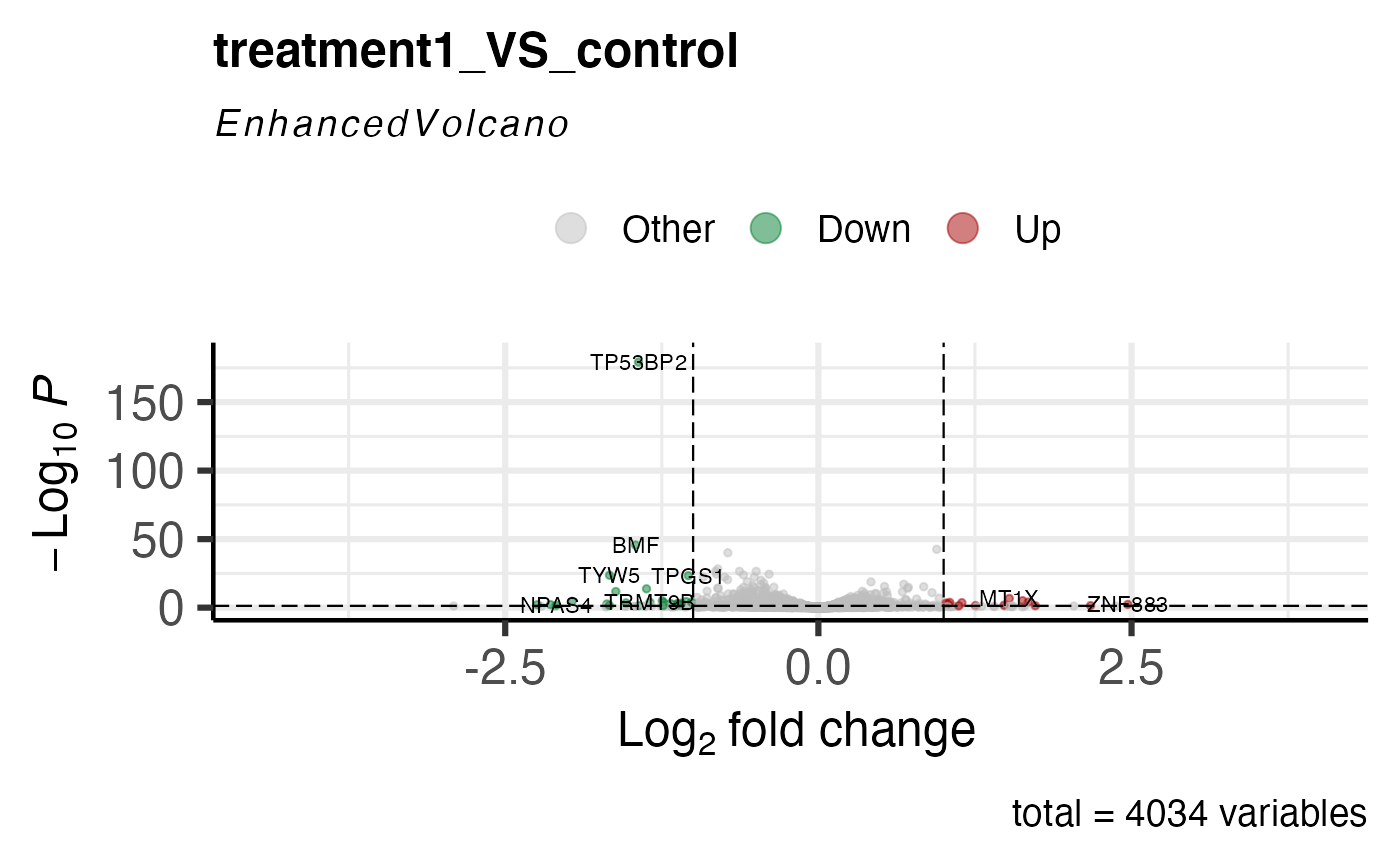 treatment1_VS_control
EnhancedVolcano
Other Down Up
TP53BP2
BMF
TYW5 TPGS1
NPAS4 TRMT9B MT1X ZNF883
150
100
50
0
−Log10 P
-2.5 0.0 2.5
Log2 fold change
total = 4034 variables